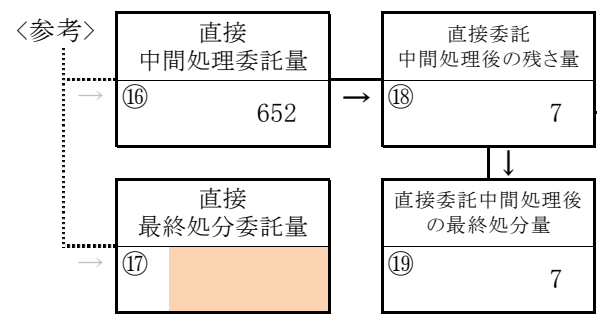 〈参考〉
直接
中間処理委託量
→
⑯
652
→
直接委託
中間処理後の残さ量
⑱
7
↓
直接
最終処分委託量
→
⑰
直接委託中間処理後
の最終処分量
⑲
7